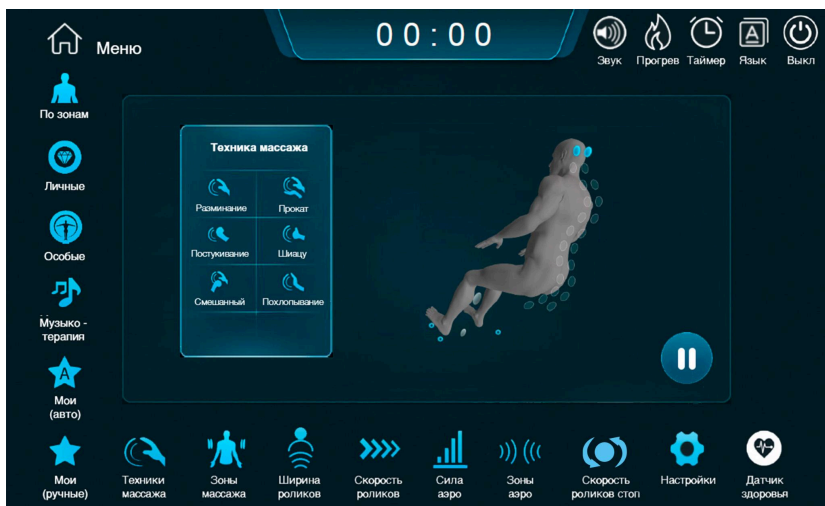 Меню
00:00
Звук
Прогрев
Таймер
A
Язык
Выкл
По зонам
Личные
Особые
Музыко -
терапия
A
Мои
(авто)
Мои
(ручные)
Техника массажа
Разминание
Прокат
Постукивание
Шиацу
Смешанный
Похлопывание
Техники
массажа
Зоны
массажа
Ширина
роликов
Скорость
роликов
Сила
аэро
Зоны
аэро
Скорость
роликов стоп
Настройки
Датчик
здоровья